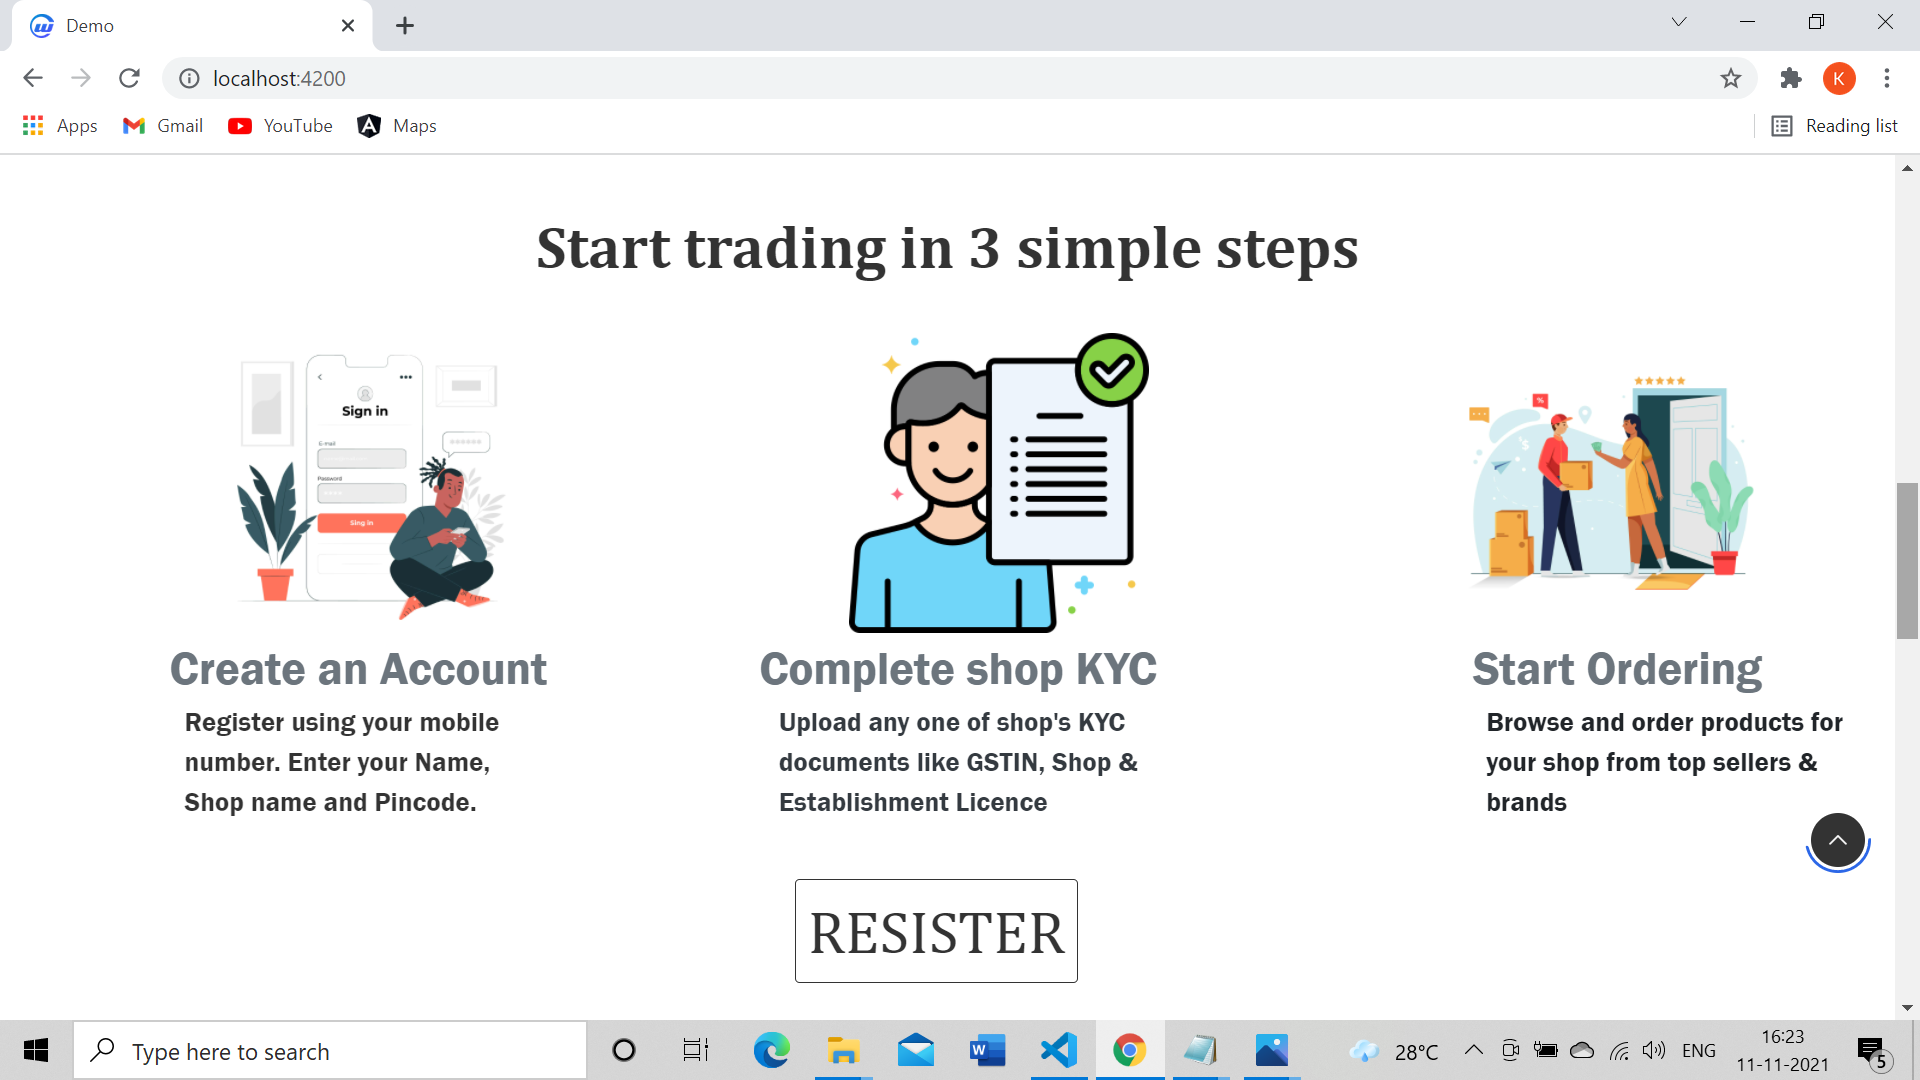 Demo
localhost:4200
K
Apps
Gmail
YouTube
Maps
Reading list
Start trading in 3 simple steps
Sign in
E-mail
Password
Sing in
%
Create an Account
Register using your mobile
number. Enter your Name,
Shop name and Pincode.
Complete shop KYC
Upload any one of shop's KYC
documents like GSTIN, Shop &
Establishment Licence
Start Ordering
Browse and order products for
your shop from top sellers &
brands
RESISTER
Type here to search
28°C
ENG
16:23
11-11-2021
5